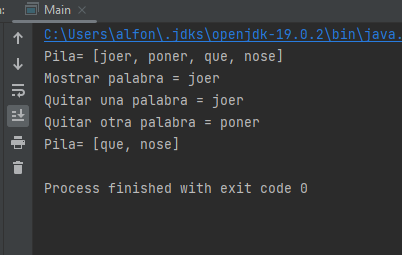 Main
C:\Users\alfon\.jdks\openjdk-19.0.2\bin\java.
Pila= [joer, poner, que, nose]
Mostrar palabra = joer
Quitar una palabra = joer
Quitar otra palabra = poner
Pila= [que, nose]
Process finished with exit code 0